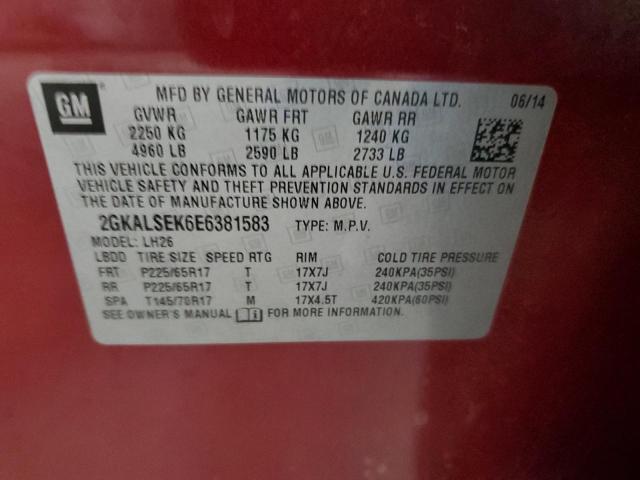 GM
MFD BY GENERAL MOTORS OF CANADA LTD. 06/14
GVWR GAWR FRT GAWR RR
2250 KG 1175 KG 1240 KG
4960 LB 2590 LB 2733 LB
THIS VEHICLE CONFORMS TO ALL APPLICABLE U.S. FEDERAL MOTOR
VEHICLE SAFETY AND THEFT PREVENTION STANDARDS IN EFFECT ON
THE DATE OF MANUFACTURE SHOWN ABOVE.
2GKALSEK6E6381583 TYPE: M.P.V.
MODEL: LH26
LBDD TIRE SIZE SPEED RTG RIM COLD TIRE PRESSURE
FRT P225/65R17 T 17X7J 240KPA(35PSI)
RR P225/65R17 T 17X7J 240KPA(35PSI)
SPA T145/70R17 M 17X4.5T 420KPA(60PSI)
SEE OWNER'S MANUAL FOR MORE INFORMATION.